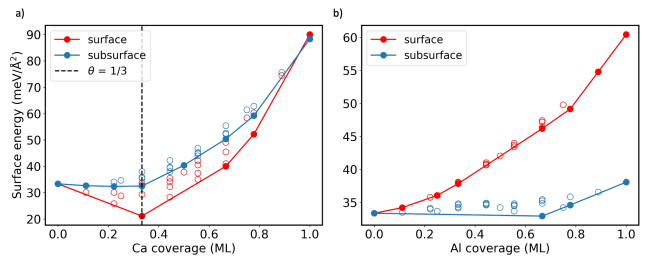 a)
90
80
70
60
50
40
30
20
Surface energy (meV/Å²)
surface
subsurface
θ = 1/3
0.0 0.2 0.4 0.6 0.8 1.0
Ca coverage (ML)
b)
60
55
50
45
40
35
surface
subsurface
0.0 0.2 0.4 0.6 0.8 1.0
Al coverage (ML)